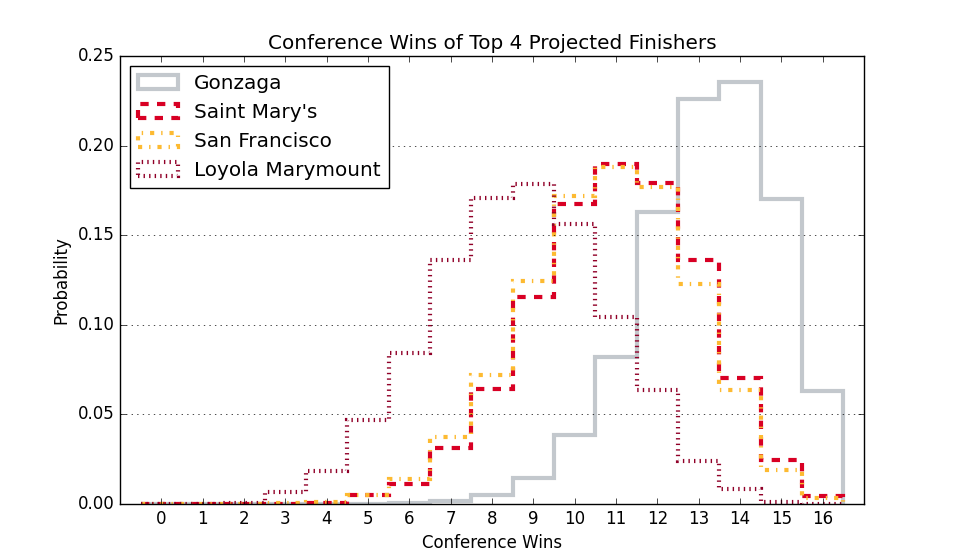 Conference Wins of Top 4 Projected Finishers
0.25
0.20
0.15
0.10
0.05
0.00
Probability
Gonzaga
Saint Mary's
San Francisco
Loyola Marymount
0 1 2 3 4 5 6 7 8 9 10 11 12 13 14 15 16
Conference Wins